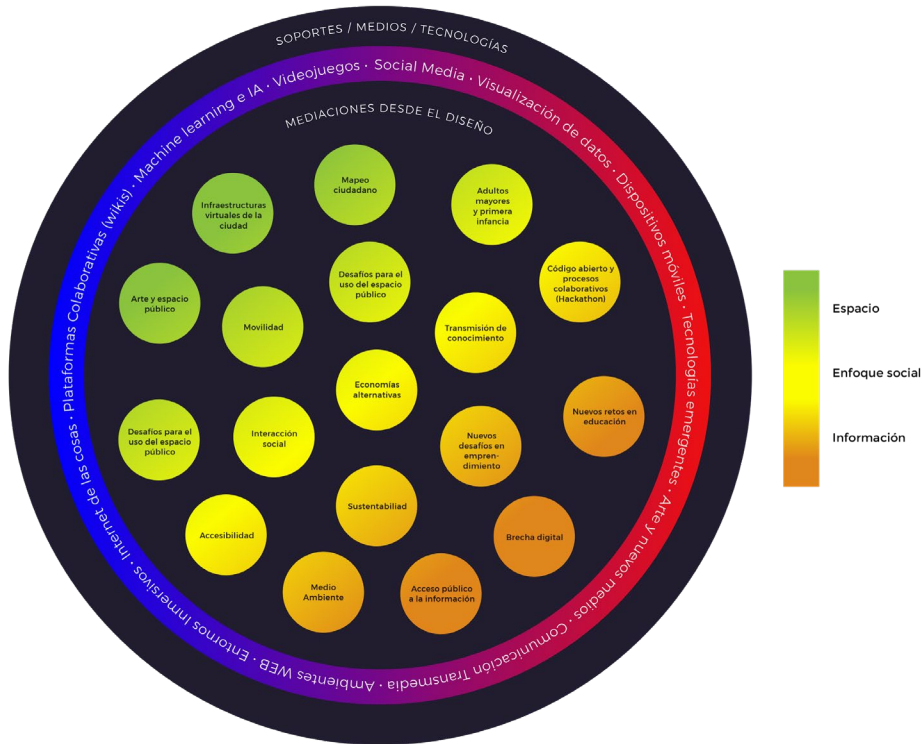 SOPORTES / MEDIOS / TECNOLOGÍAS
Plataformas Colaborativas (wikis) · Machine learning e IA · Videojuegos · Social Media · Visualización de datos · Dispositivos móviles · Tecnologías emergentes · Arte y nuevos medios · Comunicación Transmedia · Ambientes WEB · Entornos Inmersivos · Internet de las cosas ·
MEDIACIONES DESDE EL DISEÑO
Mapeo
ciudadano
Adultos
mayores
y primera
infancia
Infraestructuras
virtuales de la
ciudad
Desafíos para el
uso del espacio
público
Código abierto y
procesos
colaborativos
(Hackathon)
Arte y espacio
público
Movilidad
Transmisión de
conocimiento
Economías
alternativas
Nuevos retos en
educación
Desafíos para el
uso del espacio
público
Interacción
social
Nuevos
desafíos en
empren-
dimiento
Sustentabiliad
Accesibilidad
Brecha digital
Medio
Ambiente
Acceso público
a la información
Espacio
Enfoque social
Información